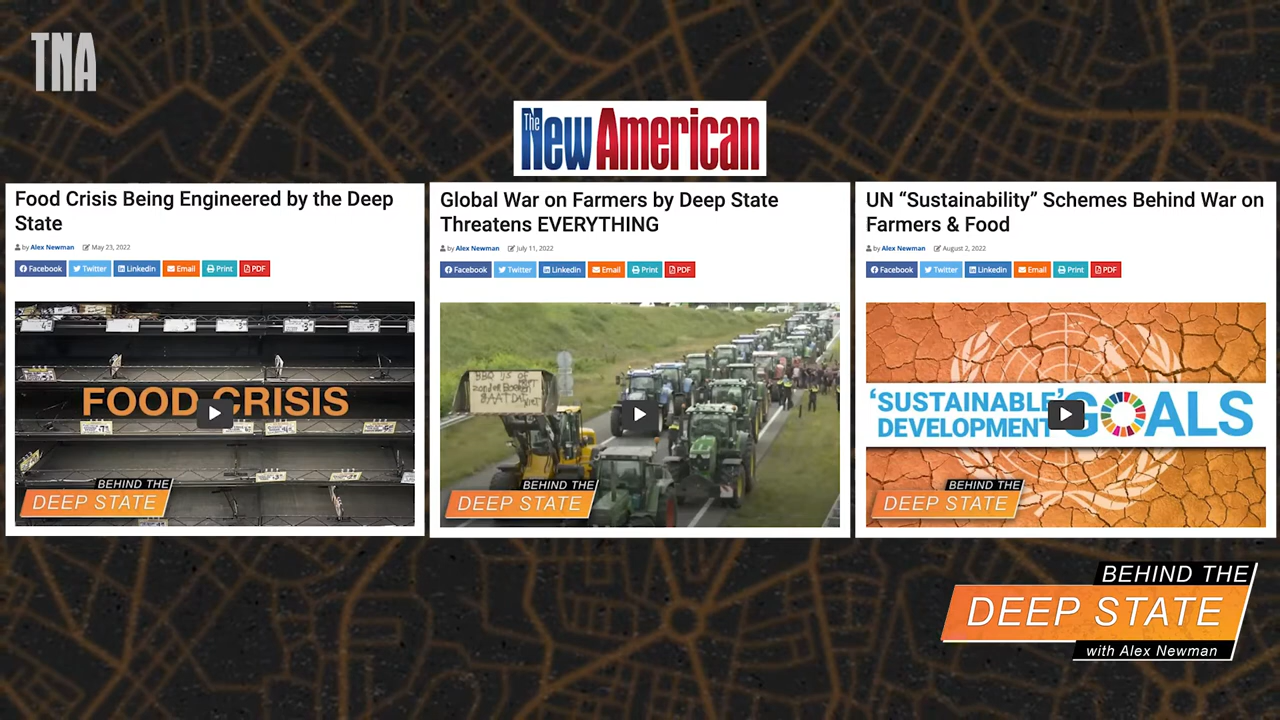 TNA
The New American
Food Crisis Being Engineered by the Deep
State
by Alex Newman May 23, 2022
Facebook Twitter Linkedin Email Print PDF
FOOD CRISIS
BEHIND THE
DEEP STATE
Global War on Farmers by Deep State
Threatens EVERYTHING
by Alex Newman July 11, 2022
Facebook Twitter Linkedin Email Print PDF
BEHIND THE
DEEP STATE
UN “Sustainability” Schemes Behind War on
Farmers & Food
by Alex Newman August 2, 2022
Facebook Twitter Linkedin Email Print PDF
‘SUSTAINABLE’
DEVELOPMENT GOALS
BEHIND THE
DEEP STATE
BEHIND THE
DEEP STATE
with Alex Newman